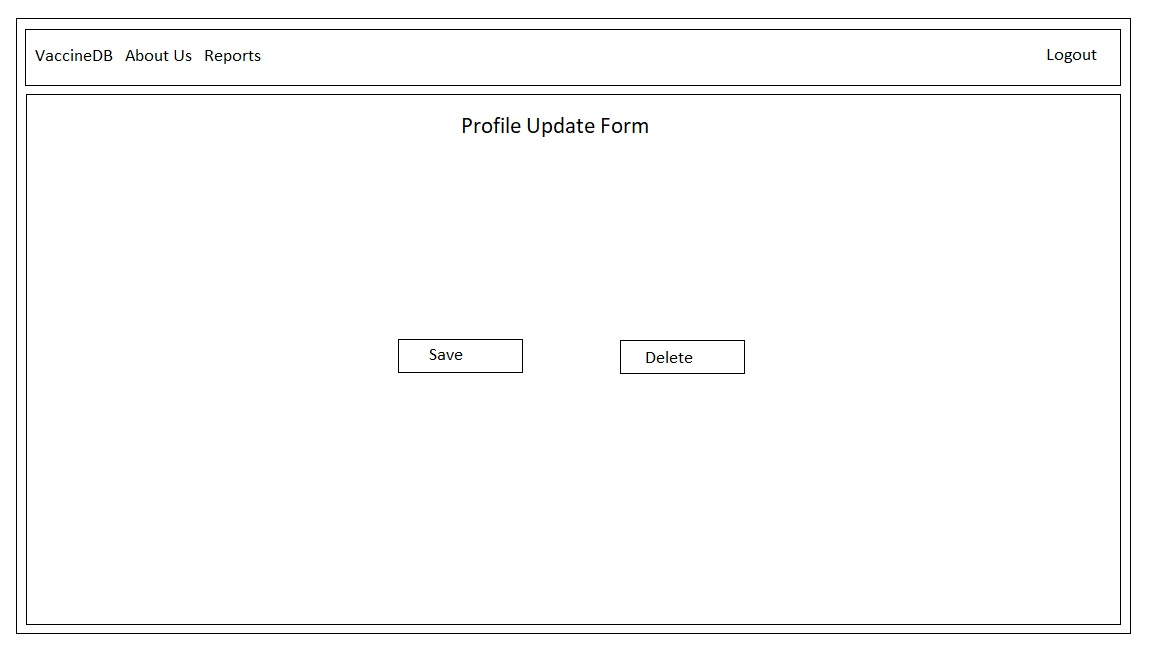 VaccineDB About Us Reports Logout
Profile Update Form
Save Delete